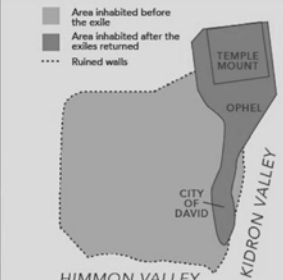 Area inhabited before
the exile
Area inhabited after the
exiles returned
Ruined walls
TEMPLE
MOUNT
OPHEL
CITY
OF
DAVID
KIDRON VALLEY
HIMMON VALLEY